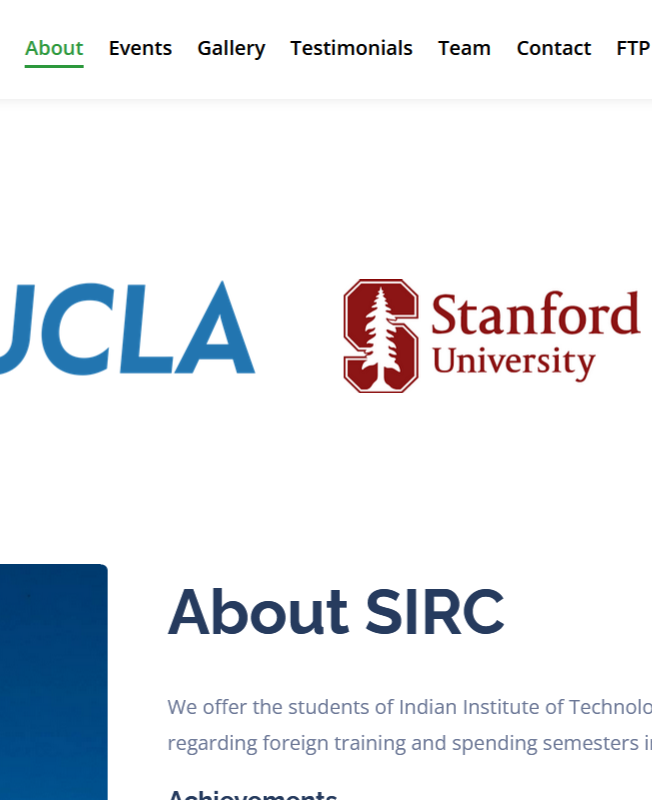 About Events Gallery Testimonials Team Contact FTP
UCLA Stanford
University
About SIRC
We offer the students of Indian Institute of
regarding foreign training and spending semesters
Achievements